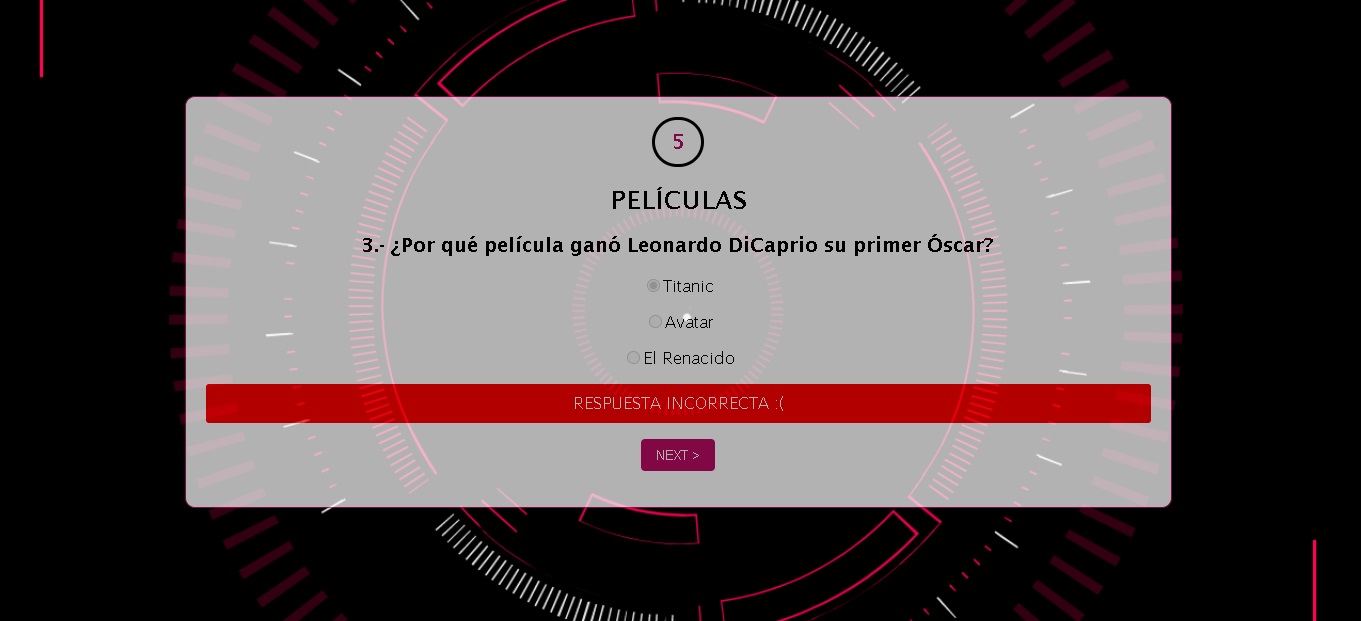 5
PELÍCULAS
3.- ¿Por qué película ganó Leonardo DiCaprio su primer Óscar?
Titanic
Avatar
El Renacido
RESPUESTA INCORRECTA :(
NEXT >